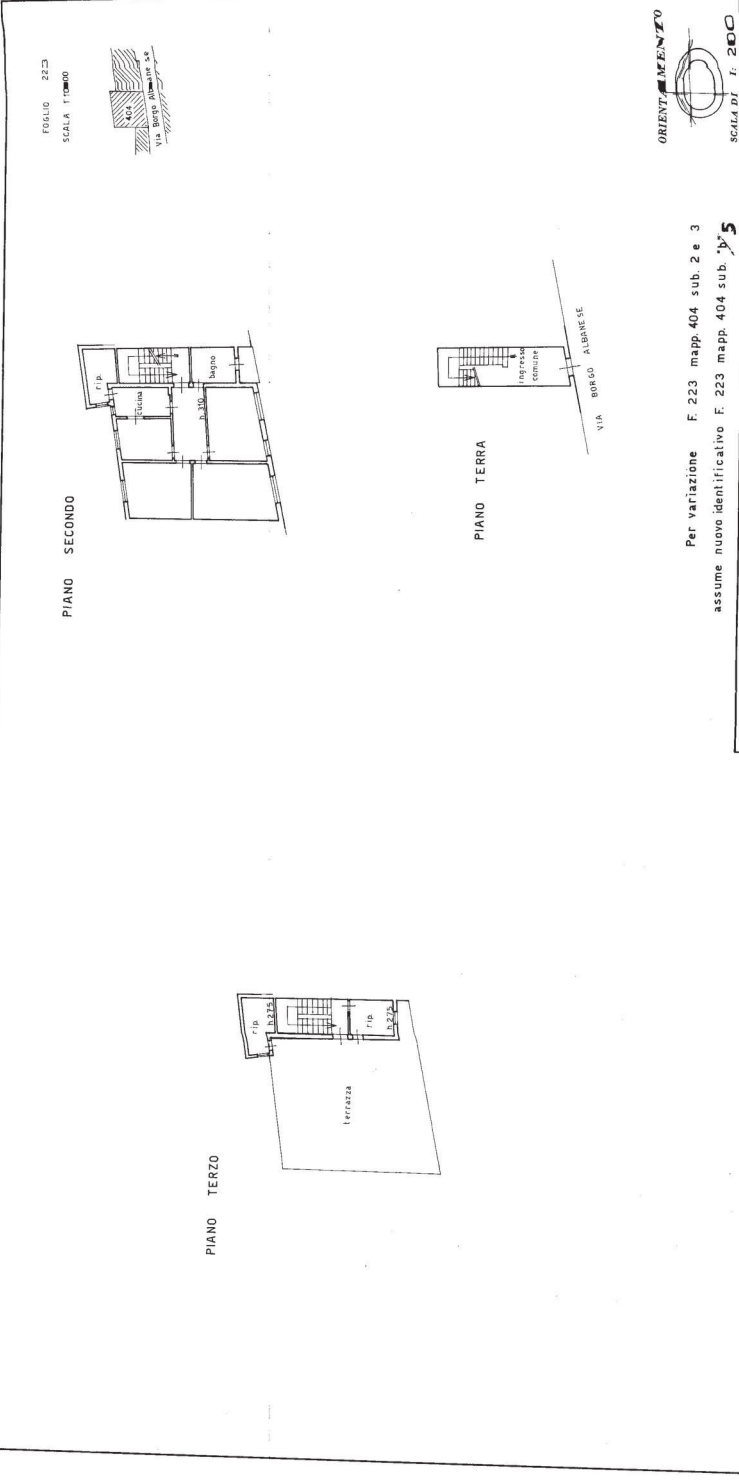 FOGLIO 223
SCALA
404
Via Borgo Albanese
PIANO SECONDO
rip.
cucina
h. 310
bagno
PIANO TERRA
ingresso
comune
VIA BORGO ALBANESE
PIANO TERZO
rip.
h. 275
terrazza
rip.
h. 275
Per variazione F. 223 mapp. 404 sub. 2 e 3
assume nuovo identificativo F. 223 mapp. 404 sub. "b" 5
ORIENTAMENTO
SCALA DI 1: 200